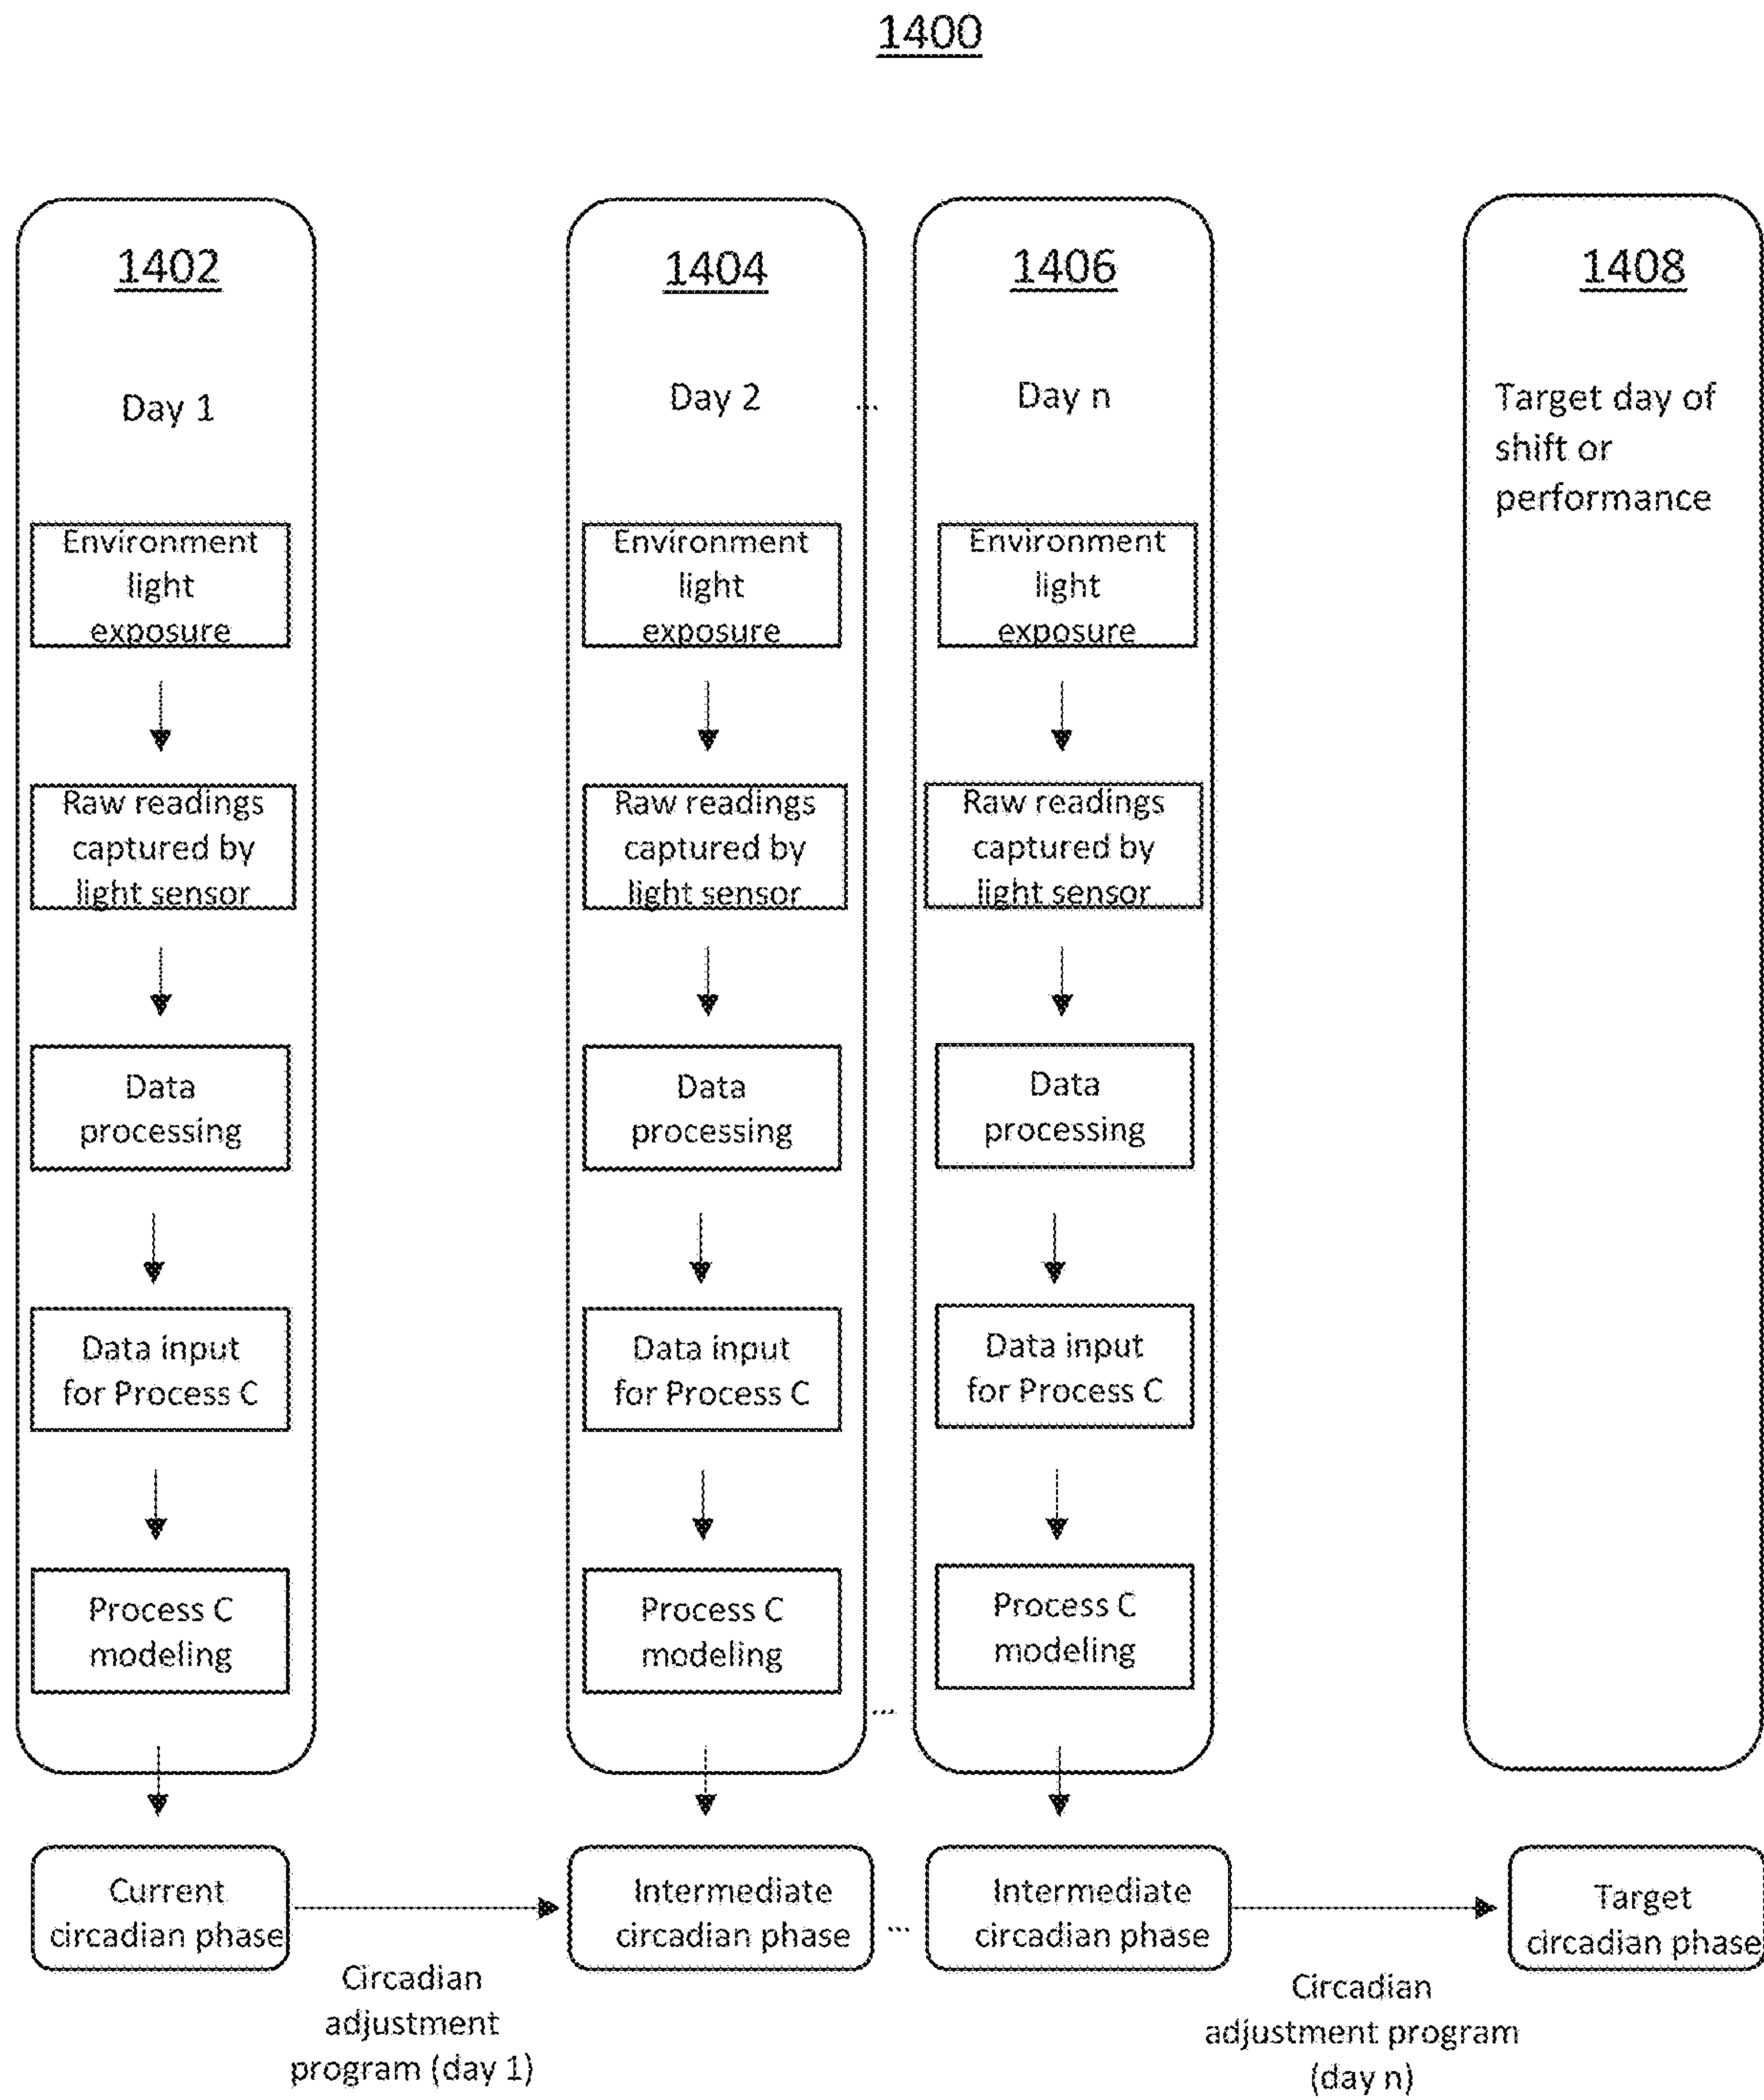 1400
1402
Day 1
Environment
light
exposure
Raw readings
captured by
light sensor
Data
processing
Data input
for Process C
Process C
modeling
Current
circadian phase
Circadian
adjustment
program (day 1)
1404
Day 2
Environment
light
exposure
Raw readings
captured by
light sensor
Data
processing
Data input
for Process C
Process C
modeling
Intermediate
circadian phase
...
...
...
1406
Day n
Environment
light
exposure
Raw readings
captured by
light sensor
Data
processing
Data input
for Process C
Process C
modeling
Intermediate
circadian phase
Circadian
adjustment program
(day n)
1408
Target day of
shift or
performance
Target
circadian phase